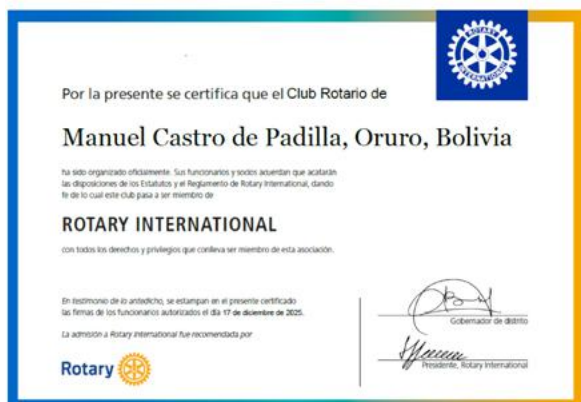 ROTARY
INTERNATIONAL
Por la presente se certifica que el Club Rotario de
Manuel Castro de Padilla, Oruro, Bolivia
ha sido organizado oficialmente. Sus funcionarios y socios acuerdan que acatarán
las disposiciones de los Estatutos y el Reglamento de Rotary International, dando
fe de lo cual este club pasa a ser miembro de
ROTARY INTERNATIONAL
con todos los derechos y privilegios que conlleva ser miembro de esta asociación.
En testimonio de lo antedicho, se estampan en el presente certificado
las firmas de los funcionarios autorizados el día 17 de diciembre de 2025.
La admisión a Rotary International fue recomendada por
Gobernador de distrito
Presidente, Rotary International
Rotary